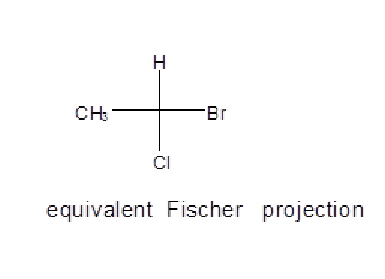 H
CH₃ Br
Cl
equivalent Fischer projection